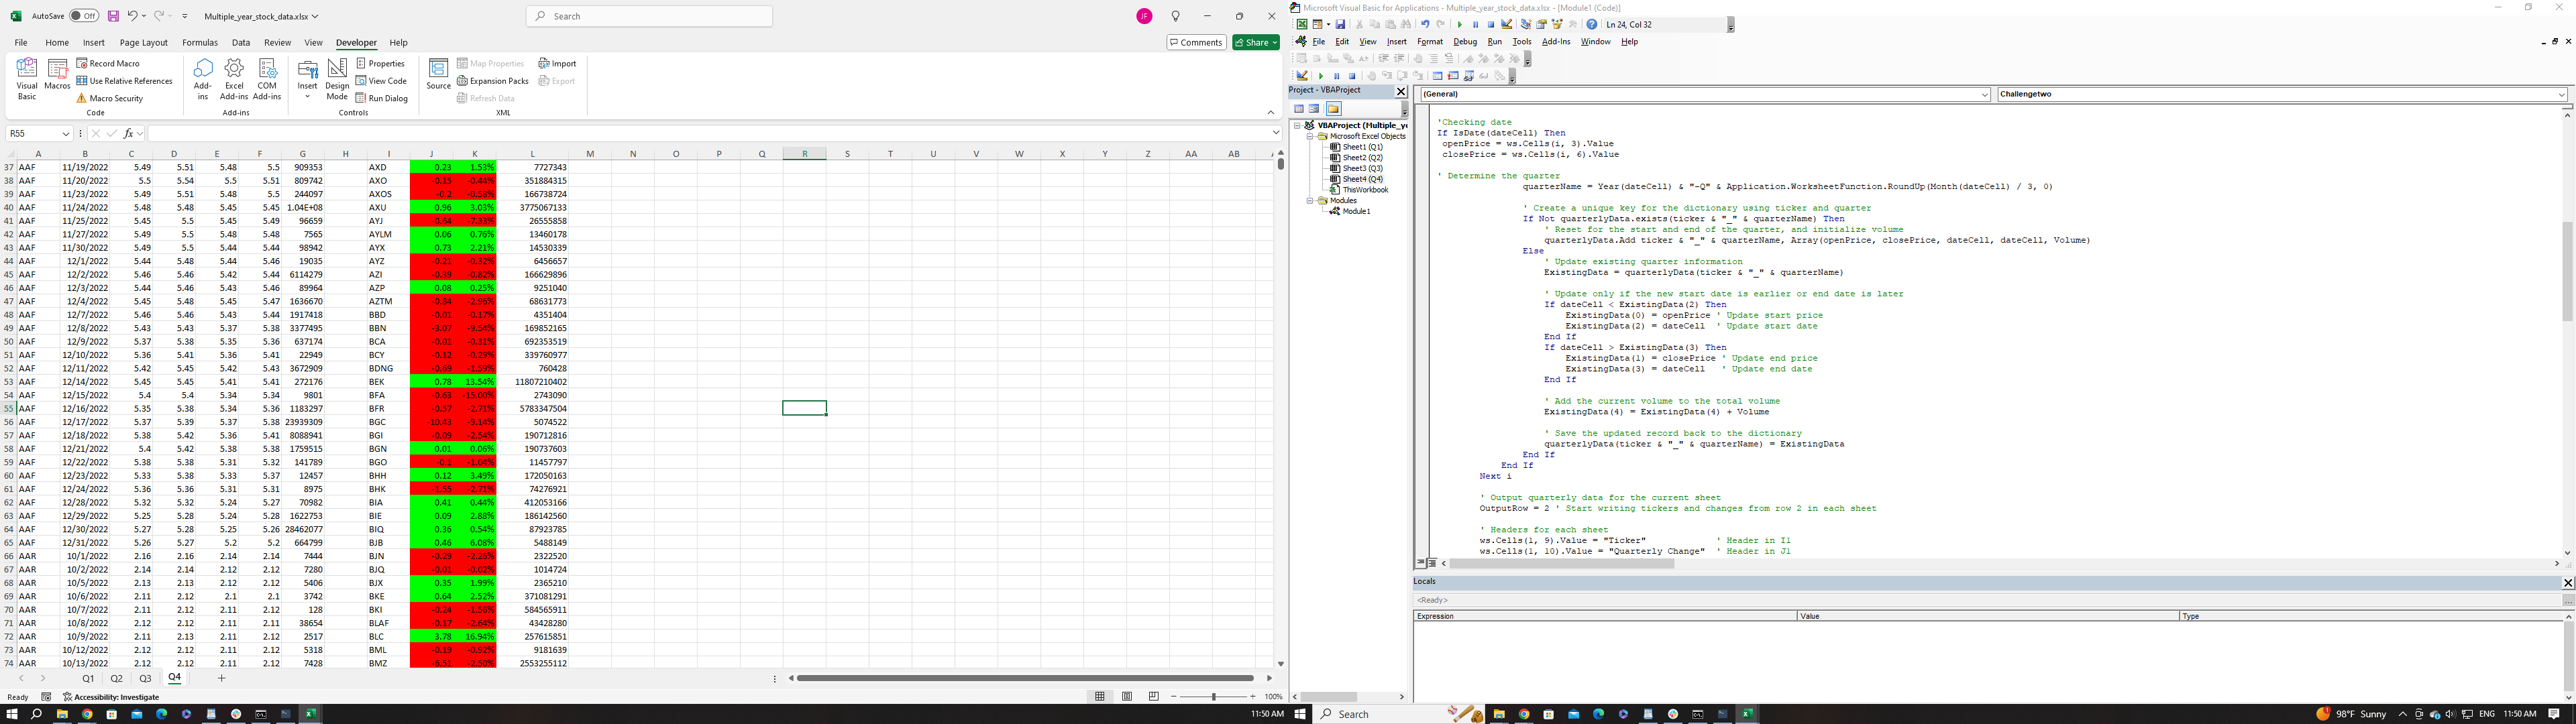 AutoSave Off Multiple_year_stock_data.xlsx Search JF
File Home Insert Page Layout Formulas Data Review View Developer Help Comments Share
Visual Basic Macros Record Macro Use Relative References Macro Security Code
Add-ins Excel Add-ins COM Add-ins Add-ins
Insert Design Mode Properties View Code Run Dialog Controls
Source Map Properties Expansion Packs Refresh Data Import Export XML
R55 fx
A B C D E F G H I J K L M N O P Q R S T U V W X Y Z AA AB
37 AAF 11/19/2022 5.49 5.51 5.48 5.5 909353 AXD 0.23 1.53% 7727343
38 AAF 11/20/2022 5.5 5.54 5.5 5.51 809742 AXO -0.15 -0.44% 351884315
39 AAF 11/23/2022 5.49 5.51 5.48 5.5 244097 AXOS -0.2 -0.58% 166738724
40 AAF 11/24/2022 5.48 5.48 5.45 5.45 1.04E+08 AXU 0.96 3.03% 3775067133
41 AAF 11/25/2022 5.45 5.5 5.45 5.49 96659 AYJ -0.64 -7.33% 26555858
42 AAF 11/27/2022 5.49 5.5 5.48 5.48 7565 AYLM 0.06 0.76% 13460178
43 AAF 11/30/2022 5.49 5.5 5.44 5.44 98942 AYX 0.73 2.21% 14530339
44 AAF 12/1/2022 5.44 5.48 5.44 5.46 19035 AYZ -0.21 -0.32% 6456657
45 AAF 12/2/2022 5.46 5.46 5.42 5.44 6114279 AZI -0.39 -0.82% 166629896
46 AAF 12/3/2022 5.44 5.46 5.43 5.46 89964 AZP 0.08 0.25% 9251040
47 AAF 12/4/2022 5.45 5.48 5.45 5.47 1636670 AZTM -0.84 -2.96% 68631773
48 AAF 12/7/2022 5.46 5.46 5.43 5.44 1917418 BBD -0.01 -0.17% 4351404
49 AAF 12/8/2022 5.43 5.43 5.37 5.38 3377495 BBN -3.07 -9.54% 169852165
50 AAF 12/9/2022 5.37 5.38 5.35 5.36 637174 BCA -0.01 -0.31% 692353519
51 AAF 12/10/2022 5.36 5.41 5.36 5.41 22949 BCY -0.12 -0.29% 339760977
52 AAF 12/11/2022 5.42 5.45 5.42 5.43 3672909 BDNG -0.69 -1.59% 760428
53 AAF 12/14/2022 5.45 5.45 5.41 5.41 272176 BEK 0.78 13.54% 11807210402
54 AAF 12/15/2022 5.4 5.4 5.34 5.34 9801 BFA -0.63 -15.00% 2743090
55 AAF 12/16/2022 5.35 5.38 5.34 5.36 1183297 BFR -0.57 -2.71% 5783347504
56 AAF 12/17/2022 5.37 5.39 5.37 5.38 23939309 BGC -10.43 -9.14% 5074522
57 AAF 12/18/2022 5.38 5.42 5.36 5.41 8088941 BGI -0.09 -2.54% 190712816
58 AAF 12/21/2022 5.4 5.42 5.38 5.38 1759515 BGN 0.01 0.06% 190737603
59 AAF 12/22/2022 5.38 5.38 5.31 5.32 141789 BGO -0.1 -1.04% 11457797
60 AAF 12/23/2022 5.33 5.38 5.33 5.37 12457 BHH 0.12 3.49% 172050163
61 AAF 12/24/2022 5.36 5.36 5.31 5.31 8975 BHK -1.55 -2.71% 74276921
62 AAF 12/28/2022 5.32 5.32 5.24 5.27 70982 BIA 0.41 0.44% 412053166
63 AAF 12/29/2022 5.25 5.28 5.24 5.28 1622753 BIE 0.09 2.88% 186142560
64 AAF 12/30/2022 5.27 5.28 5.25 5.26 28462077 BIQ 0.36 0.54% 87923785
65 AAF 12/31/2022 5.26 5.27 5.2 5.2 664799 BJB 0.46 6.08% 5488149
66 AAR 10/1/2022 2.16 2.16 2.14 2.14 7444 BJN -0.29 -2.26% 2322520
67 AAR 10/2/2022 2.14 2.14 2.12 2.12 7280 BJQ -0.01 -0.02% 1014724
68 AAR 10/5/2022 2.13 2.13 2.12 2.12 5406 BJX 0.35 1.99% 2365210
69 AAR 10/6/2022 2.11 2.12 2.1 2.1 3742 BKE 0.64 2.52% 371081291
70 AAR 10/7/2022 2.11 2.12 2.11 2.12 128 BKI -0.24 -1.56% 584565911
71 AAR 10/8/2022 2.12 2.12 2.11 2.11 38654 BLAF -0.17 -2.64% 43428280
72 AAR 10/9/2022 2.11 2.13 2.11 2.12 2517 BLC 3.78 16.94% 257615851
73 AAR 10/12/2022 2.12 2.12 2.11 2.12 5318 BML -0.19 -0.92% 9181639
74 AAR 10/13/2022 2.12 2.12 2.11 2.12 7428 BMZ -6.51 -2.50% 2553255112
Q1 Q2 Q3 Q4
Ready Accessibility: Investigate 100%
11:50 AM
Microsoft Visual Basic for Applications - Multiple_year_stock_data.xlsx - [Module1 (Code)]
Ln 24, Col 32
File Edit View Insert Format Debug Run Tools Add-Ins Window Help
Project - VBAProject
VBAProject (Multiple_ye
Microsoft Excel Objects
Sheet1 (Q1)
Sheet2 (Q2)
Sheet3 (Q3)
Sheet4 (Q4)
ThisWorkbook
Modules
Module1
(General) Challengetwo
'Checking date
If IsDate(dateCell) Then
openPrice = ws.Cells(i, 3).Value
closePrice = ws.Cells(i, 6).Value
' Determine the quarter
quarterName = Year(dateCell) & "-Q" & Application.WorksheetFunction.RoundUp(Month(dateCell) / 3, 0)
' Create a unique key for the dictionary using ticker and quarter
If Not quarterlyData.exists(ticker & "_" & quarterName) Then
' Reset for the start and end of the quarter, and initialize volume
quarterlyData.Add ticker & "_" & quarterName, Array(openPrice, closePrice, dateCell, dateCell, Volume)
Else
' Update existing quarter information
ExistingData = quarterlyData(ticker & "_" & quarterName)
' Update only if the new start date is earlier or end date is later
If dateCell < ExistingData(2) Then
ExistingData(0) = openPrice ' Update start price
ExistingData(2) = dateCell ' Update start date
End If
If dateCell > ExistingData(3) Then
ExistingData(1) = closePrice ' Update end price
ExistingData(3) = dateCell ' Update end date
End If
' Add the current volume to the total volume
ExistingData(4) = ExistingData(4) + Volume
' Save the updated record back to the dictionary
quarterlyData(ticker & "_" & quarterName) = ExistingData
End If
End If
Next i
' Output quarterly data for the current sheet
OutputRow = 2 ' Start writing tickers and changes from row 2 in each sheet
' Headers for each sheet
ws.Cells(1, 9).Value = "Ticker" ' Header in I1
ws.Cells(1, 10).Value = "Quarterly Change" ' Header in J1
Locals
<Ready>
Expression Value Type
Search 98°F Sunny ENG 11:50 AM